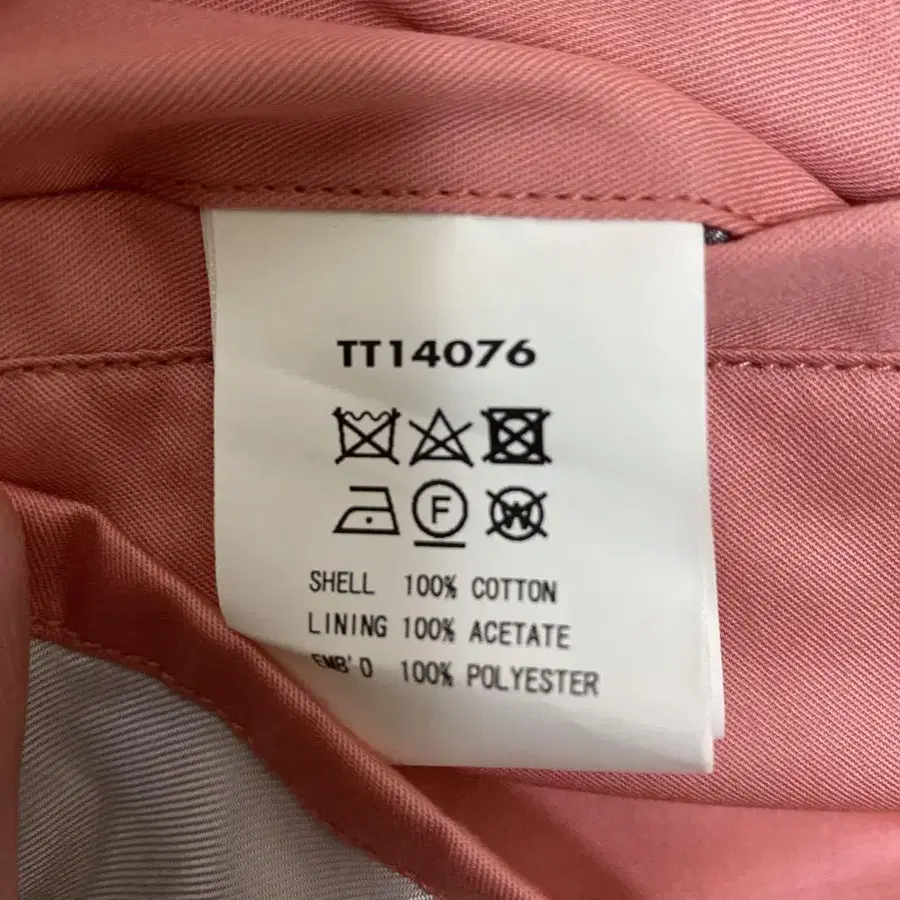 TT14076
F W
SHELL 100% COTTON
LINING 100% ACETATE
EMB'O 100% POLYESTER